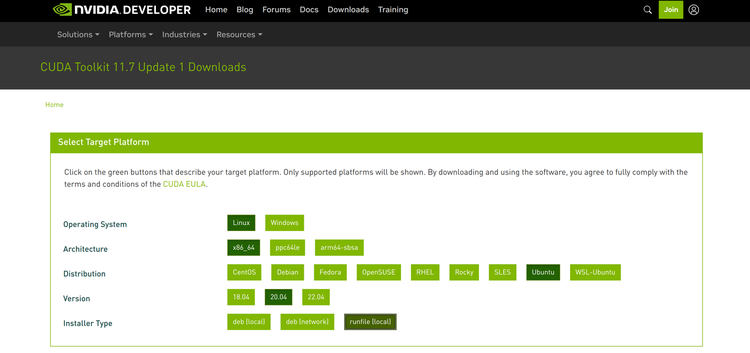 NVIDIA. DEVELOPER Home Blog Forums Docs Downloads Training Join
Solutions Platforms Industries Resources
CUDA Toolkit 11.7 Update 1 Downloads
Home
Select Target Platform
Click on the green buttons that describe your target platform. Only supported platforms will be shown. By downloading and using the software, you agree to fully comply with the
terms and conditions of the CUDA EULA.
Operating System Linux Windows
Architecture x86_64 ppc64le arm64-sbsa
Distribution CentOS Debian Fedora OpenSUSE RHEL Rocky SLES Ubuntu WSL-Ubuntu
Version 18.04 20.04 22.04
Installer Type deb (local) deb (network) runfile (local)